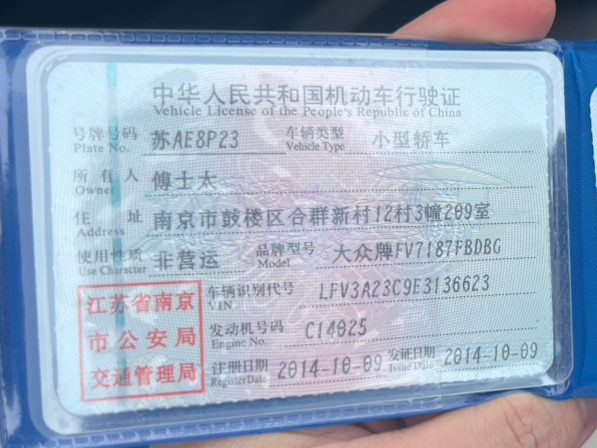 中华人民共和国机动车行驶证
Vehicle License of the People's Republic of China
号牌号码 苏AE8P23 车辆类型 小型轿车
Plate No. Vehicle Type
所有人 傅士太
Owner
住址 南京市鼓楼区合群新村12村3幢209室
Address
使用性质 非营运 品牌型号 大众牌FV7187FBDBG
Use Character Model
江苏省南京
市公安局
交通管理局
车辆识别代号 LFV3A23C9E3136623
VIN
发动机号码 C14025
Engine No.
注册日期 2014-10-09 发证日期 2014-10-09
Register Date Issue Date